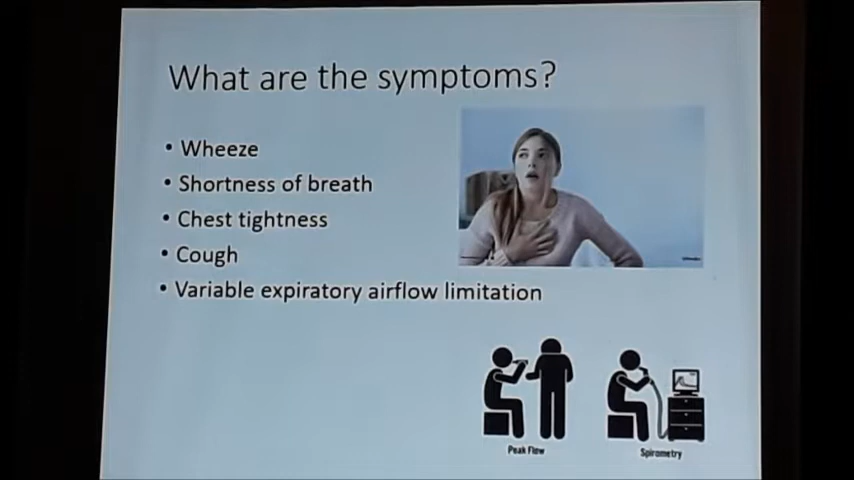 What are the symptoms?
• Wheeze
• Shortness of breath
• Chest tightness
• Cough
• Variable expiratory airflow limitation
Peak Flow
Spirometry